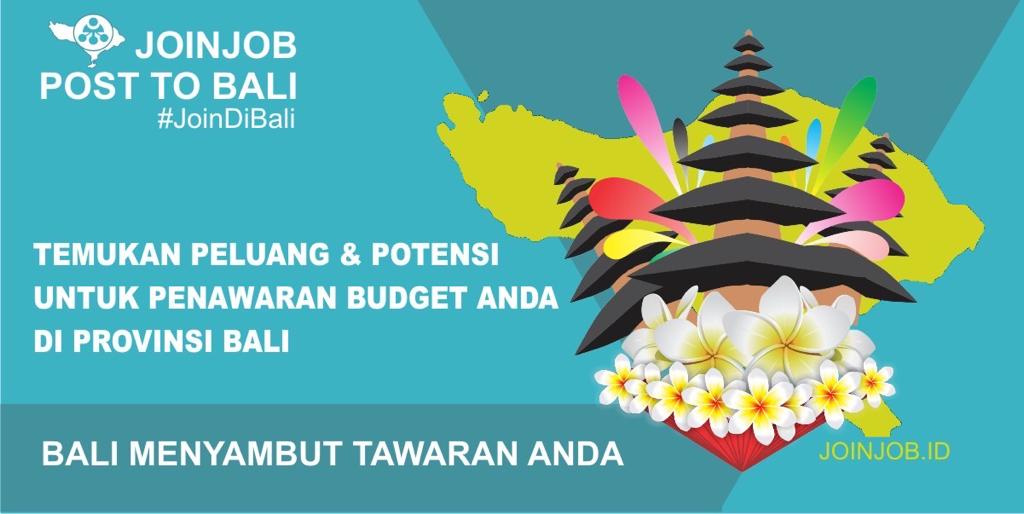 JOINJOB
POST TO BALI
#JoinDiBali
TEMUKAN PELUANG & POTENSI
UNTUK PENAWARAN BUDGET ANDA
DI PROVINSI BALI
BALI MENYAMBUT TAWARAN ANDA
JOINJOB.ID